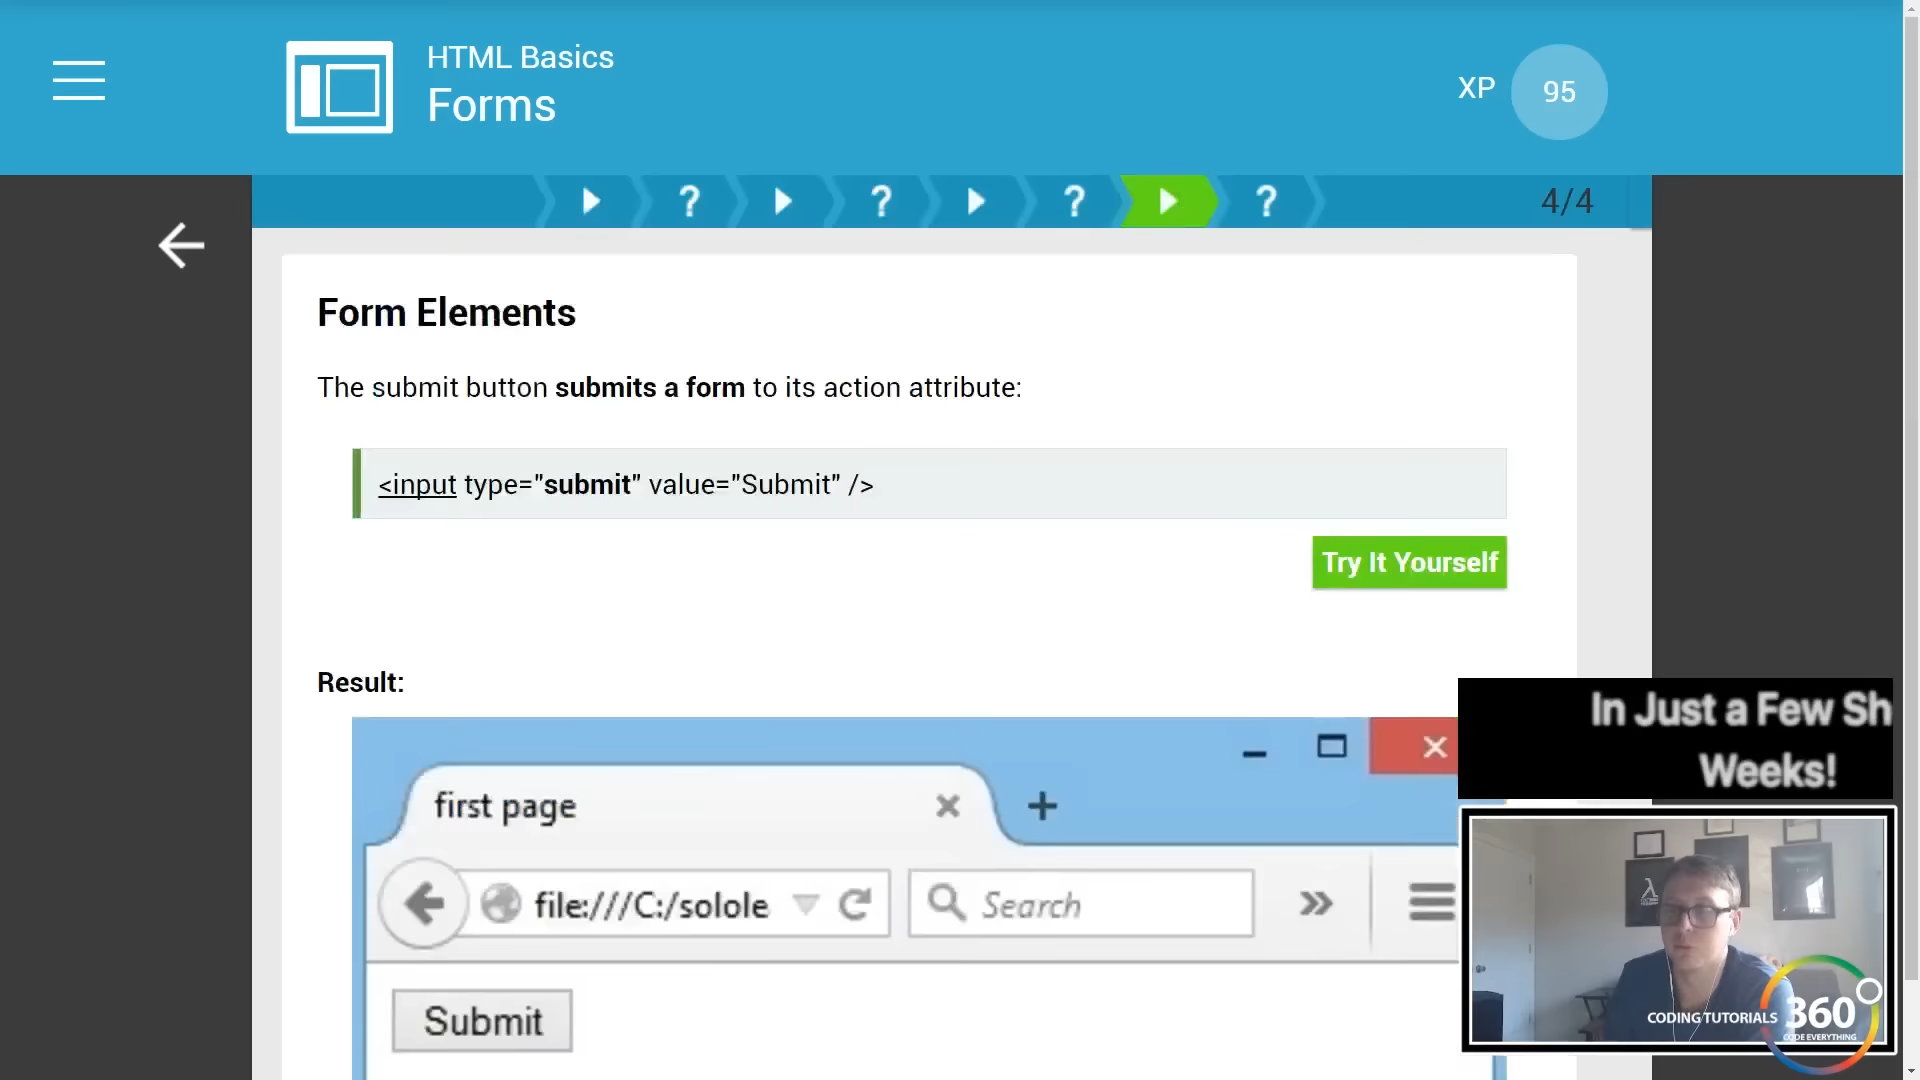 HTML Basics
Forms
XP 95
? ? ? ? 4/4
Form Elements
The submit button submits a form to its action attribute:
<input type="submit" value="Submit" />
Try It Yourself
Result:
first page
file:///C:/solole
Search
Submit
In Just a Few Sh
Weeks!
CODING TUTORIALS 360
CODE EVERYTHING